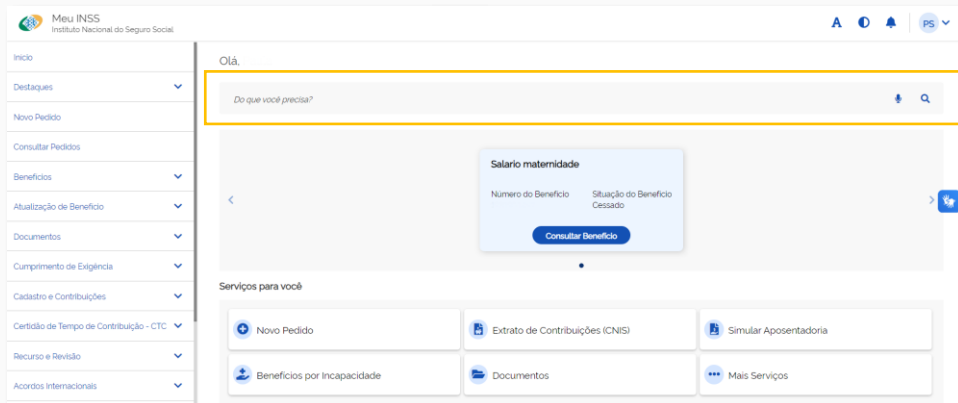 Meu INSS
Instituto Nacional do Seguro Social
A
PS
Início
Destaques
Novo Pedido
Consultar Pedidos
Benefícios
Atualização de Benefício
Documentos
Cumprimento de Exigência
Cadastro e Contribuições
Certidão de Tempo de Contribuição - CTC
Recurso e Revisão
Acordos Internacionais
Olá,
Do que você precisa?
Salario maternidade
Número do Benefício
Situação do Benefício
Cessado
Consultar Benefício
Serviços para você
Novo Pedido
Extrato de Contribuições (CNIS)
Simular Aposentadoria
Benefícios por Incapacidade
Documentos
Mais Serviços